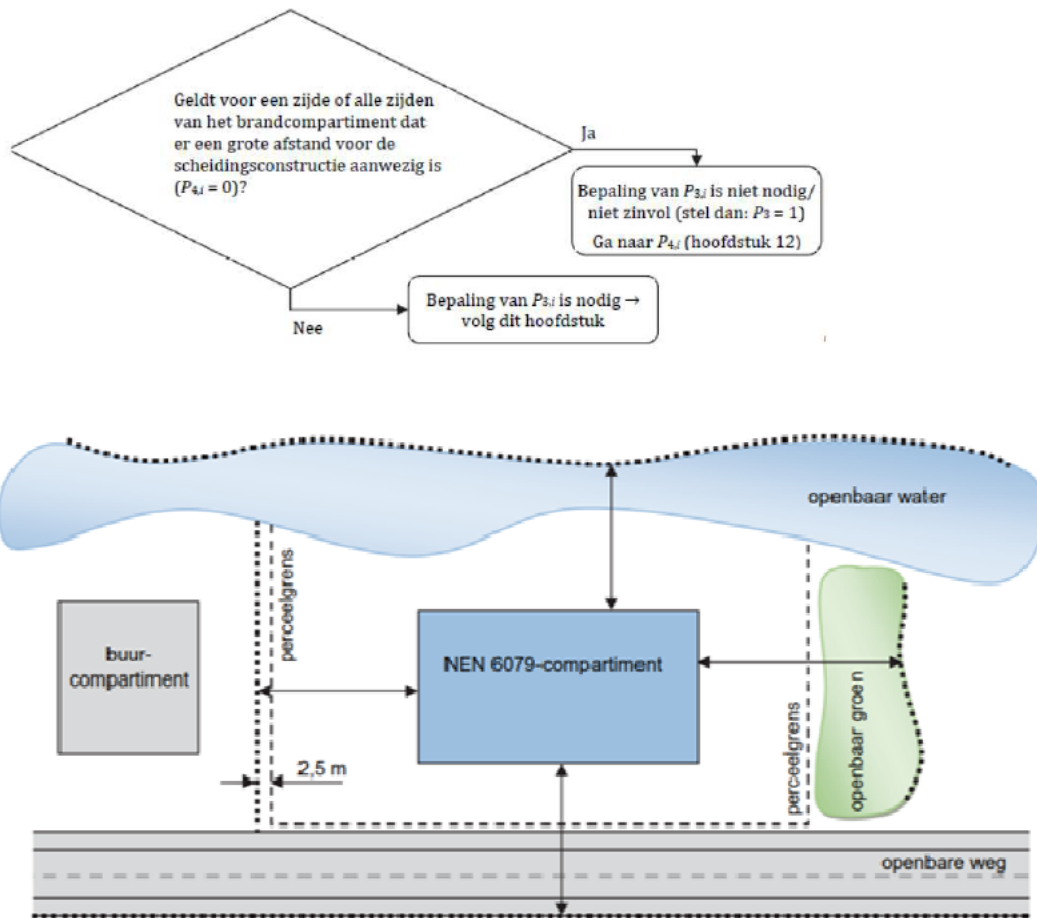 Geldt voor een zijde of alle zijden
van het brandcompartiment dat
er een grote afstand voor de
scheidingsconstructie aanwezig is
(P4,i = 0)?
Ja
Bepaling van P3,i is niet nodig/
niet zinvol (stel dan: P3 = 1)
Ga naar P4,i (hoofdstuk 12)
Nee
Bepaling van P3,i is nodig →
volg dit hoofdstuk
openbaar water
perceelgrens
buur-
compartiment
NEN 6079-compartiment
openbaar groen
perceelgrens
2,5 m
openbare weg